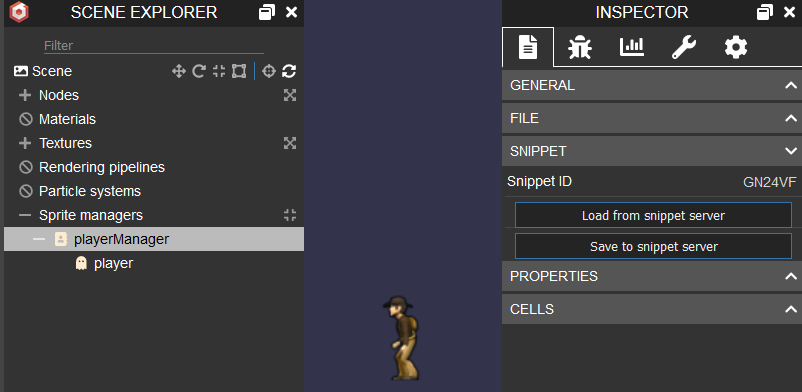 SCENE EXPLORER
Filter
Scene
Nodes
Materials
Textures
Rendering pipelines
Particle systems
Sprite managers
playerManager
player
INSPECTOR
GENERAL
FILE
SNIPPET
Snippet ID GN24VF
Load from snippet server
Save to snippet server
PROPERTIES
CELLS